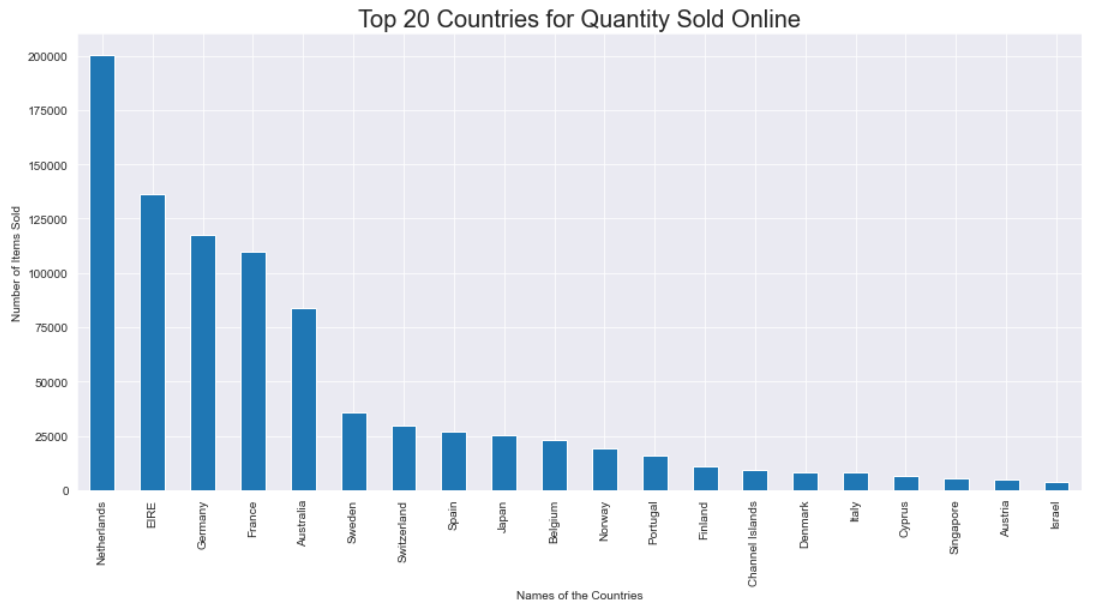 Top 20 Countries for Quantity Sold Online
200000
175000
150000
125000
100000
75000
50000
25000
0
Number of Items Sold
Netherlands
EIRE
Germany
France
Australia
Sweden
Switzerland
Spain
Japan
Belgium
Norway
Portugal
Finland
Channel Islands
Denmark
Italy
Cyprus
Singapore
Austria
Israel
Names of the Countries